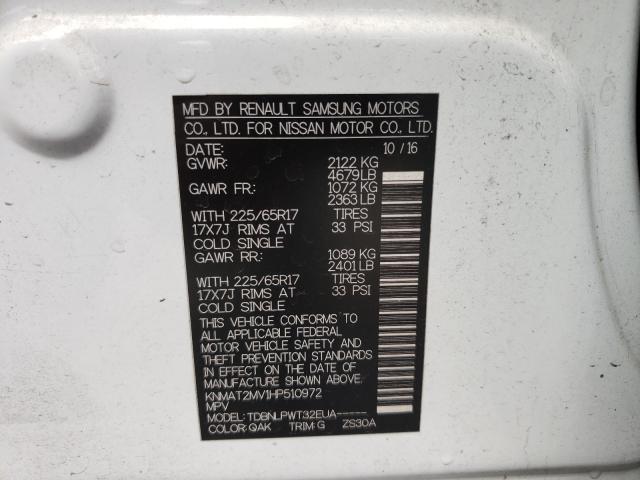 MFD BY RENAULT SAMSUNG MOTORS
CO., LTD. FOR NISSAN MOTOR CO., LTD.
DATE: 10 / 16
GVWR: 2122 KG
4679LB
GAWR FR: 1072 KG
2363 LB
WITH 225/65R17 TIRES
17X7J RIMS AT 33 PSI
COLD SINGLE
GAWR RR: 1089 KG
2401 LB
WITH 225/65R17 TIRES
17X7J RIMS AT 33 PSI
COLD SINGLE
THIS VEHICLE CONFORMS TO
ALL APPLICABLE FEDERAL
MOTOR VEHICLE SAFETY AND
THEFT PREVENTION STANDARDS
IN EFFECT ON THE DATE OF
MANUFACTURE SHOWN ABOVE.
KNMAT2MV1HP510972
MPV
MODEL: TDBNLPWT32EUA------
COLOR: QAK TRIM: G ZS30A